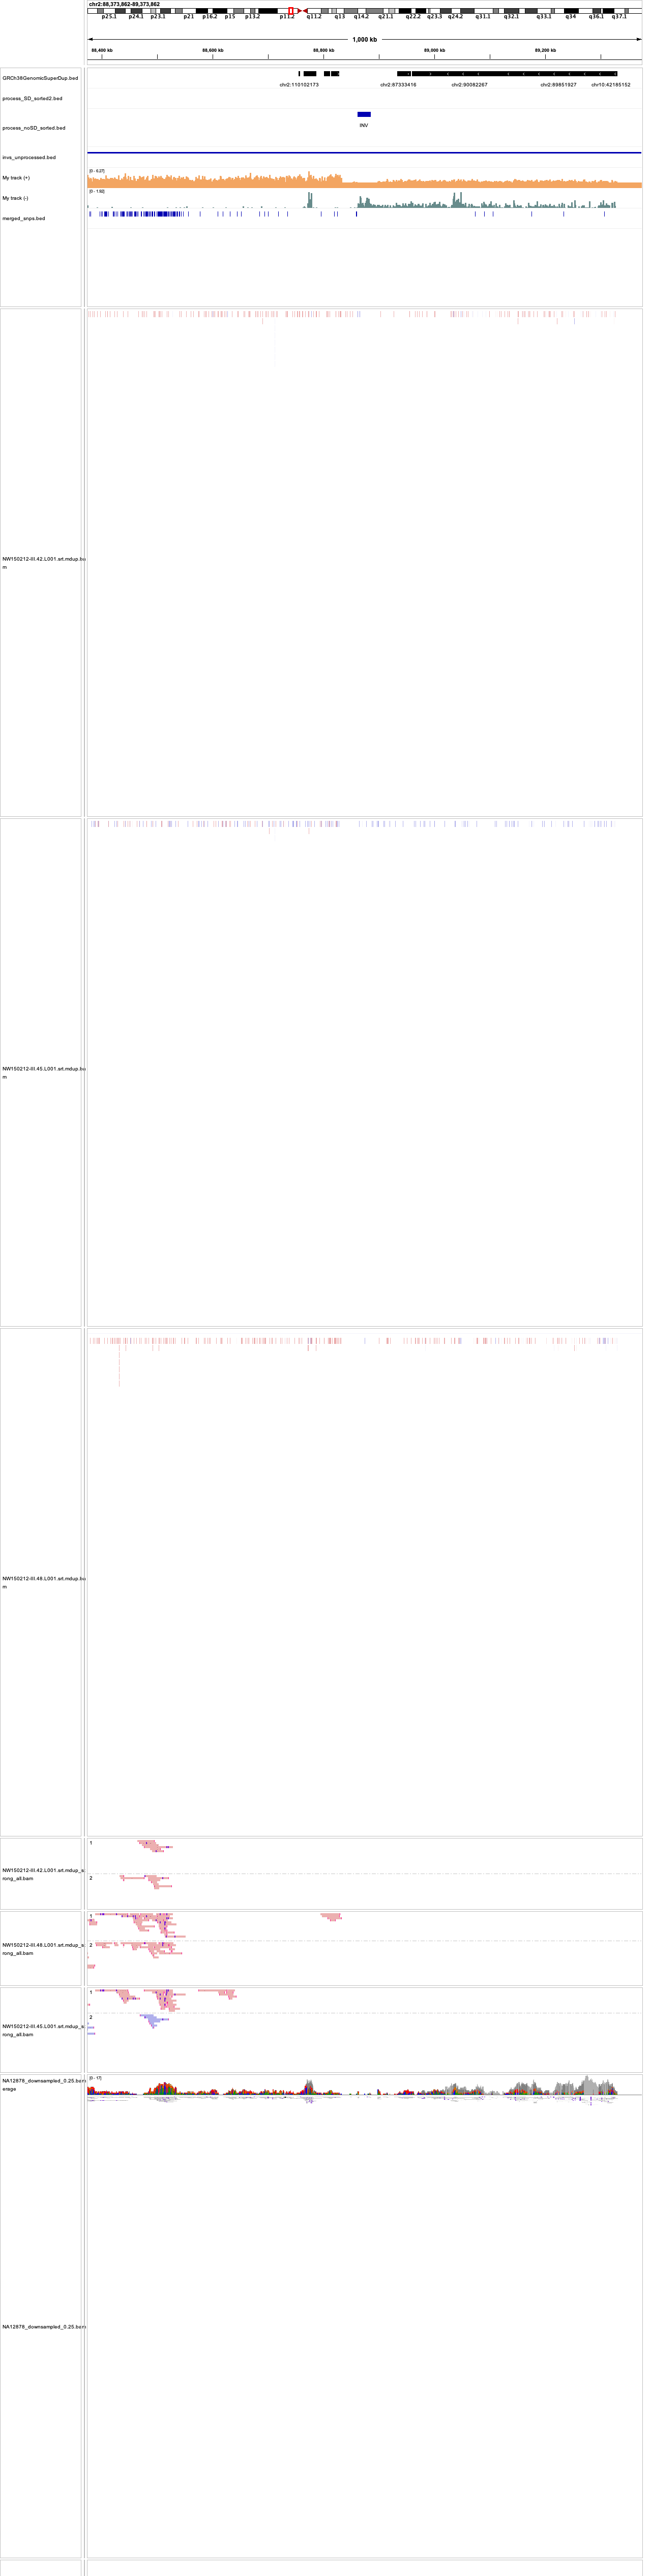 chr2:88,373,862-89,373,862
p25.1 p24.1 p23.1 p21 p16.2 p15 p13.2 p11.2 q11.2 q13 q14.2 q21.1 q22.2 q23.3 q24.2 q31.1 q32.1 q33.1 q34 q36.1 q37.1
1,000 kb
88,400 kb 88,600 kb 88,800 kb 89,000 kb 89,200 kb
GRCh38GenomicSuperDup.bed
chr2:110102173 chr2:87333416 chr2:90082267 chr2:89851927 chr10:42185152
process_SD_sorted2.bed
process_noSD_sorted.bed
INV
invs_unprocessed.bed
[0 - 4.27]
My track (+)
[0 - 1.92]
My track (-)
merged_snps.bed
NW150212-III.42.L001.srt.mdup.ba
m
NW150212-III.45.L001.srt.mdup.ba
m
NW150212-III.48.L001.srt.mdup.ba
m
1
NW150212-III.42.L001.srt.mdup_s
rong_all.bam
2
1
NW150212-III.48.L001.srt.mdup_s
rong_all.bam
2
1
NW150212-III.45.L001.srt.mdup_s
rong_all.bam
2
[0 - 17]
NA12878_downsampled_0.25.bam
erage
NA12878_downsampled_0.25.bam